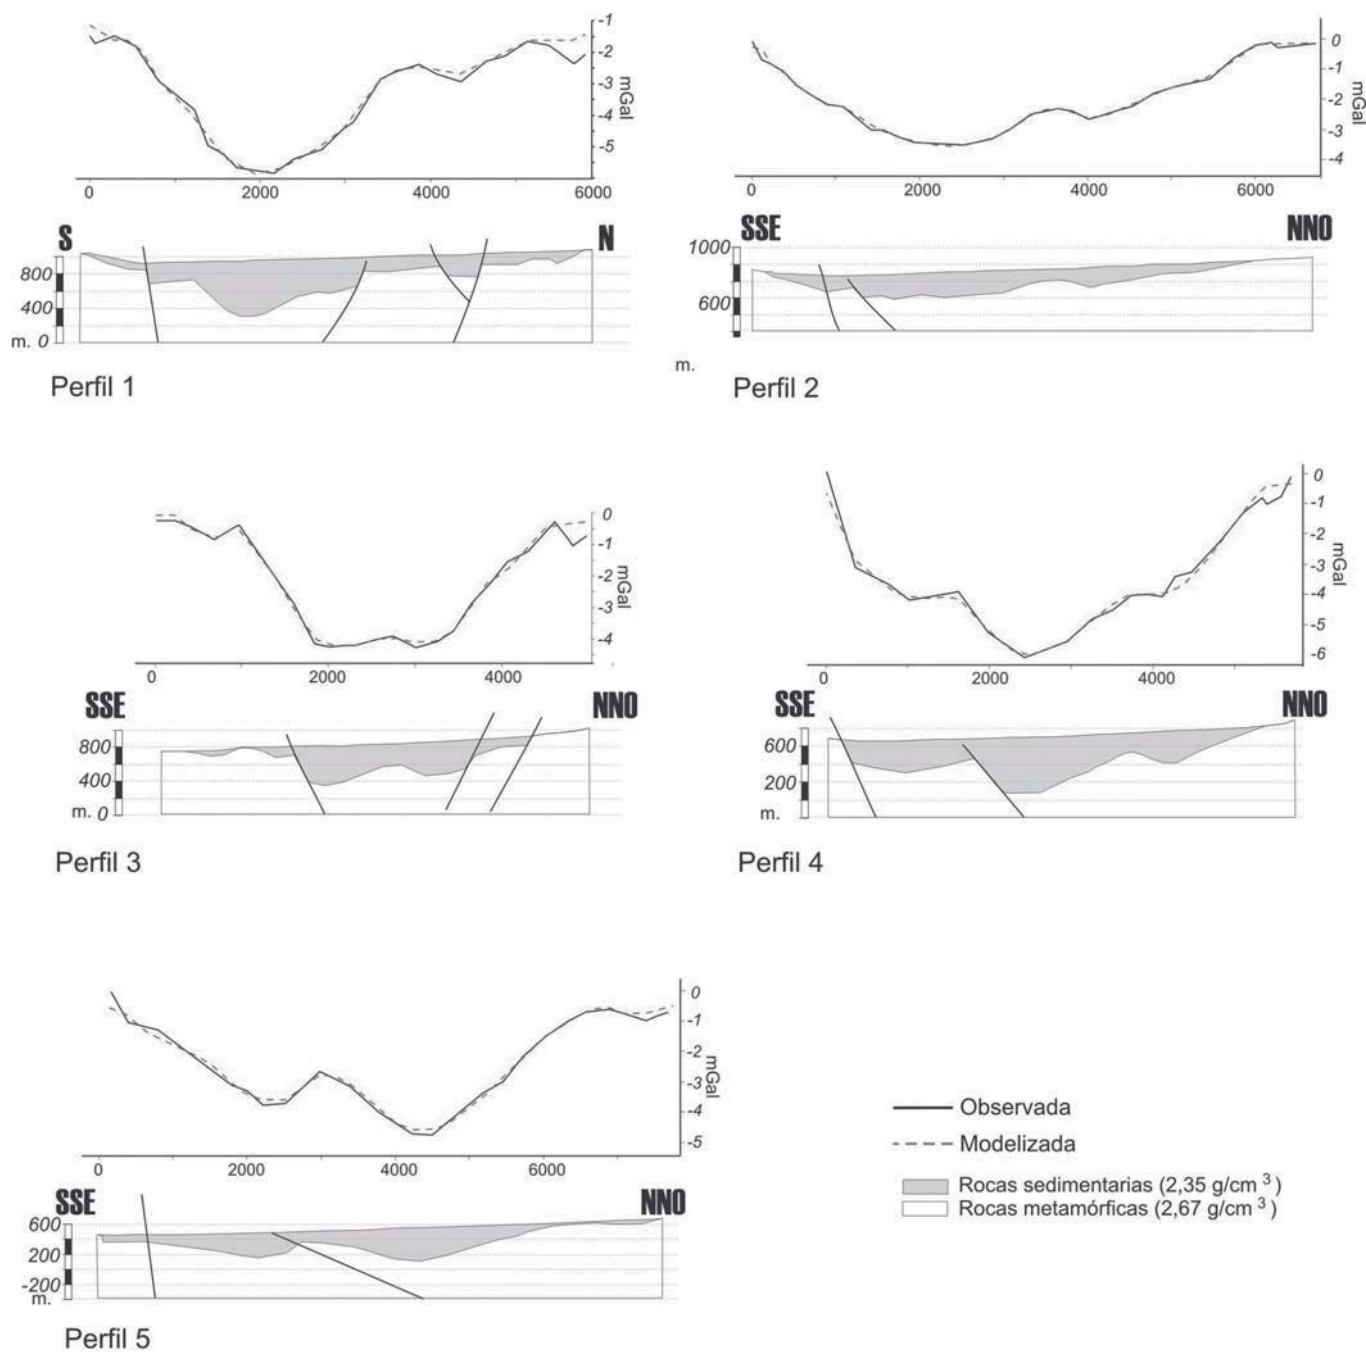 -1
-2
-3
-4
-5
mGal
0 2000 4000 6000
S N
800
400
m. 0
Perfil 1
0
-1
-2
-3
-4
mGal
0 2000 4000 6000
SSE NNO
1000
600
m.
Perfil 2
0
-1
-2
-3
-4
mGal
0 2000 4000
SSE NNO
800
400
m. 0
Perfil 3
0
-1
-2
-3
-4
-5
-6
mGal
0 2000 4000
SSE NNO
600
200
m.
Perfil 4
0
-1
-2
-3
-4
-5
mGal
0 2000 4000 6000
SSE NNO
600
200
-200
m.
Perfil 5
Observada
Modelizada
Rocas sedimentarias (2,35 g/cm ³ )
Rocas metamórficas (2,67 g/cm ³ )